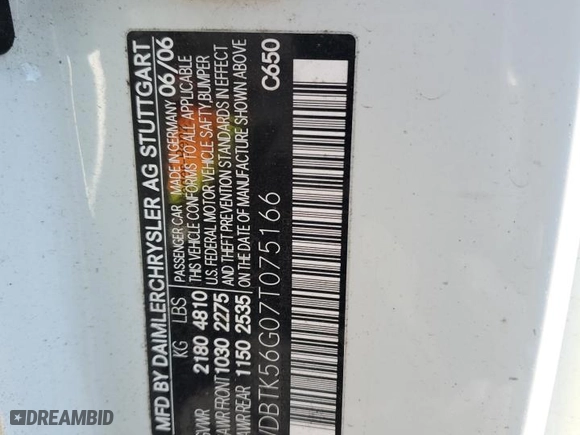 MFD BY DAIMLERCHRYSLER AG STUTTGART
KG LBS PASSENGER CAR MADE IN GERMANY 06/06
GVWR 2180 4810 THIS VEHICLE CONFORMS TO ALL APPLICABLE
U.S. FEDERAL MOTOR VEHICLE SAFTY, BUMPER
GAWR FRONT 1030 2275 AND THEFT PREVENTION STANDARDS IN EFFECT
GAWR REAR 1150 2535 ON THE DATE OF MANUFACTURE SHOWN ABOVE
WDBTK56G07T075166 C650
DREAMBID